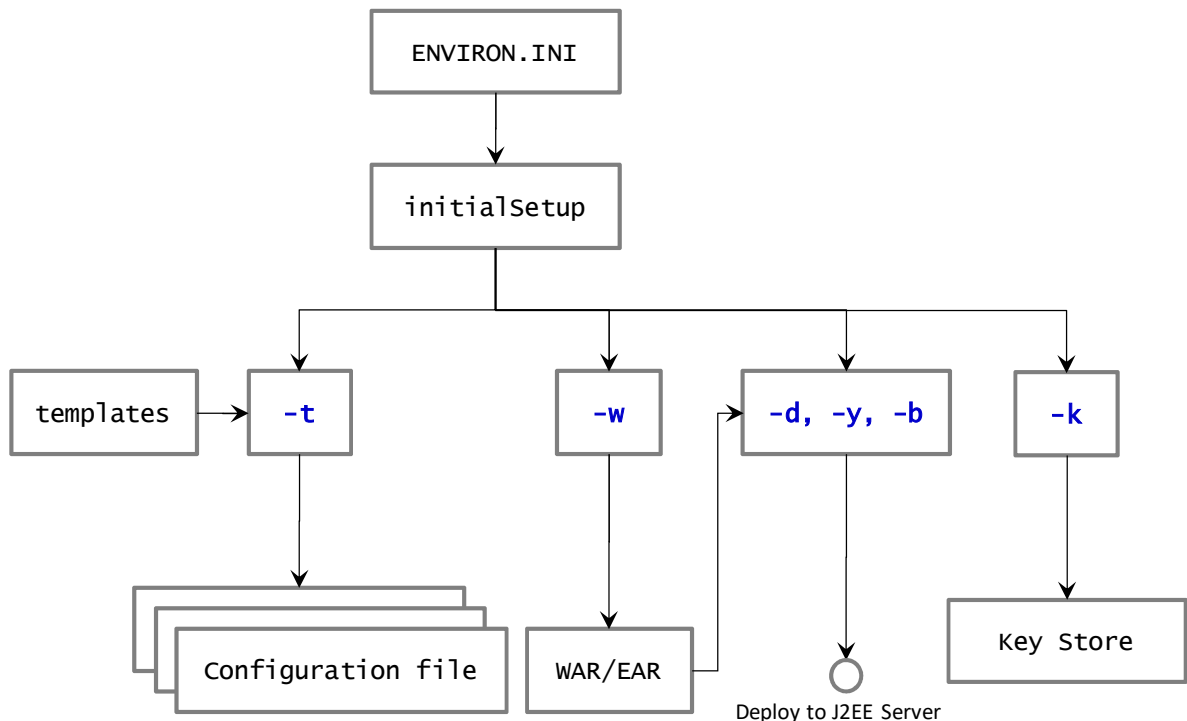 ENVIRON.INI
initialSetup
templates
-t
-w
-d, -y, -b
-k
Configuration file
WAR/EAR
Key Store
Deploy to J2EE Server